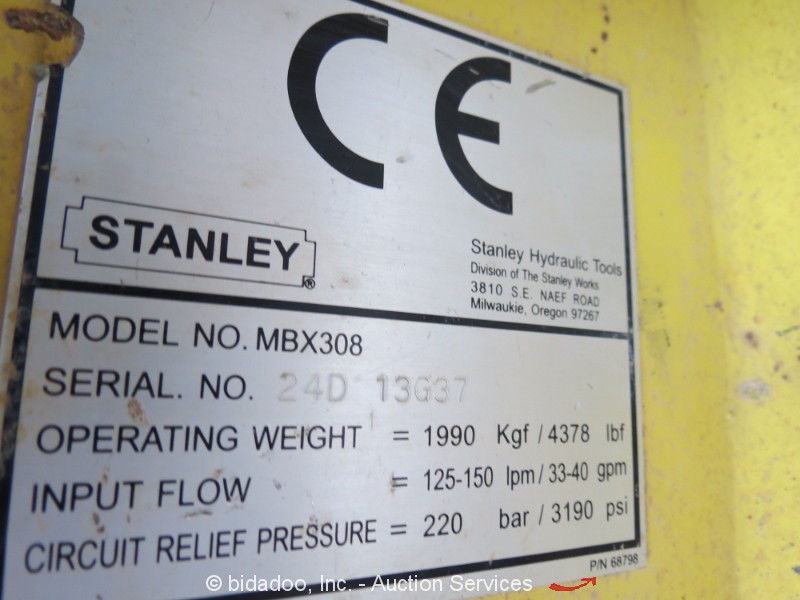 CE
STANLEY®
Stanley Hydraulic Tools
Division of The Stanley Works
3810 S.E. NAEF ROAD
Milwaukie, Oregon 97267
MODEL NO. MBX308
SERIAL. NO. 24D 13G37
OPERATING WEIGHT = 1990 Kgf / 4378 lbf
INPUT FLOW = 125-150 lpm / 33-40 gpm
CIRCUIT RELIEF PRESSURE = 220 bar / 3190 psi
P/N 68798
© bidadoo, Inc. - Auction Services